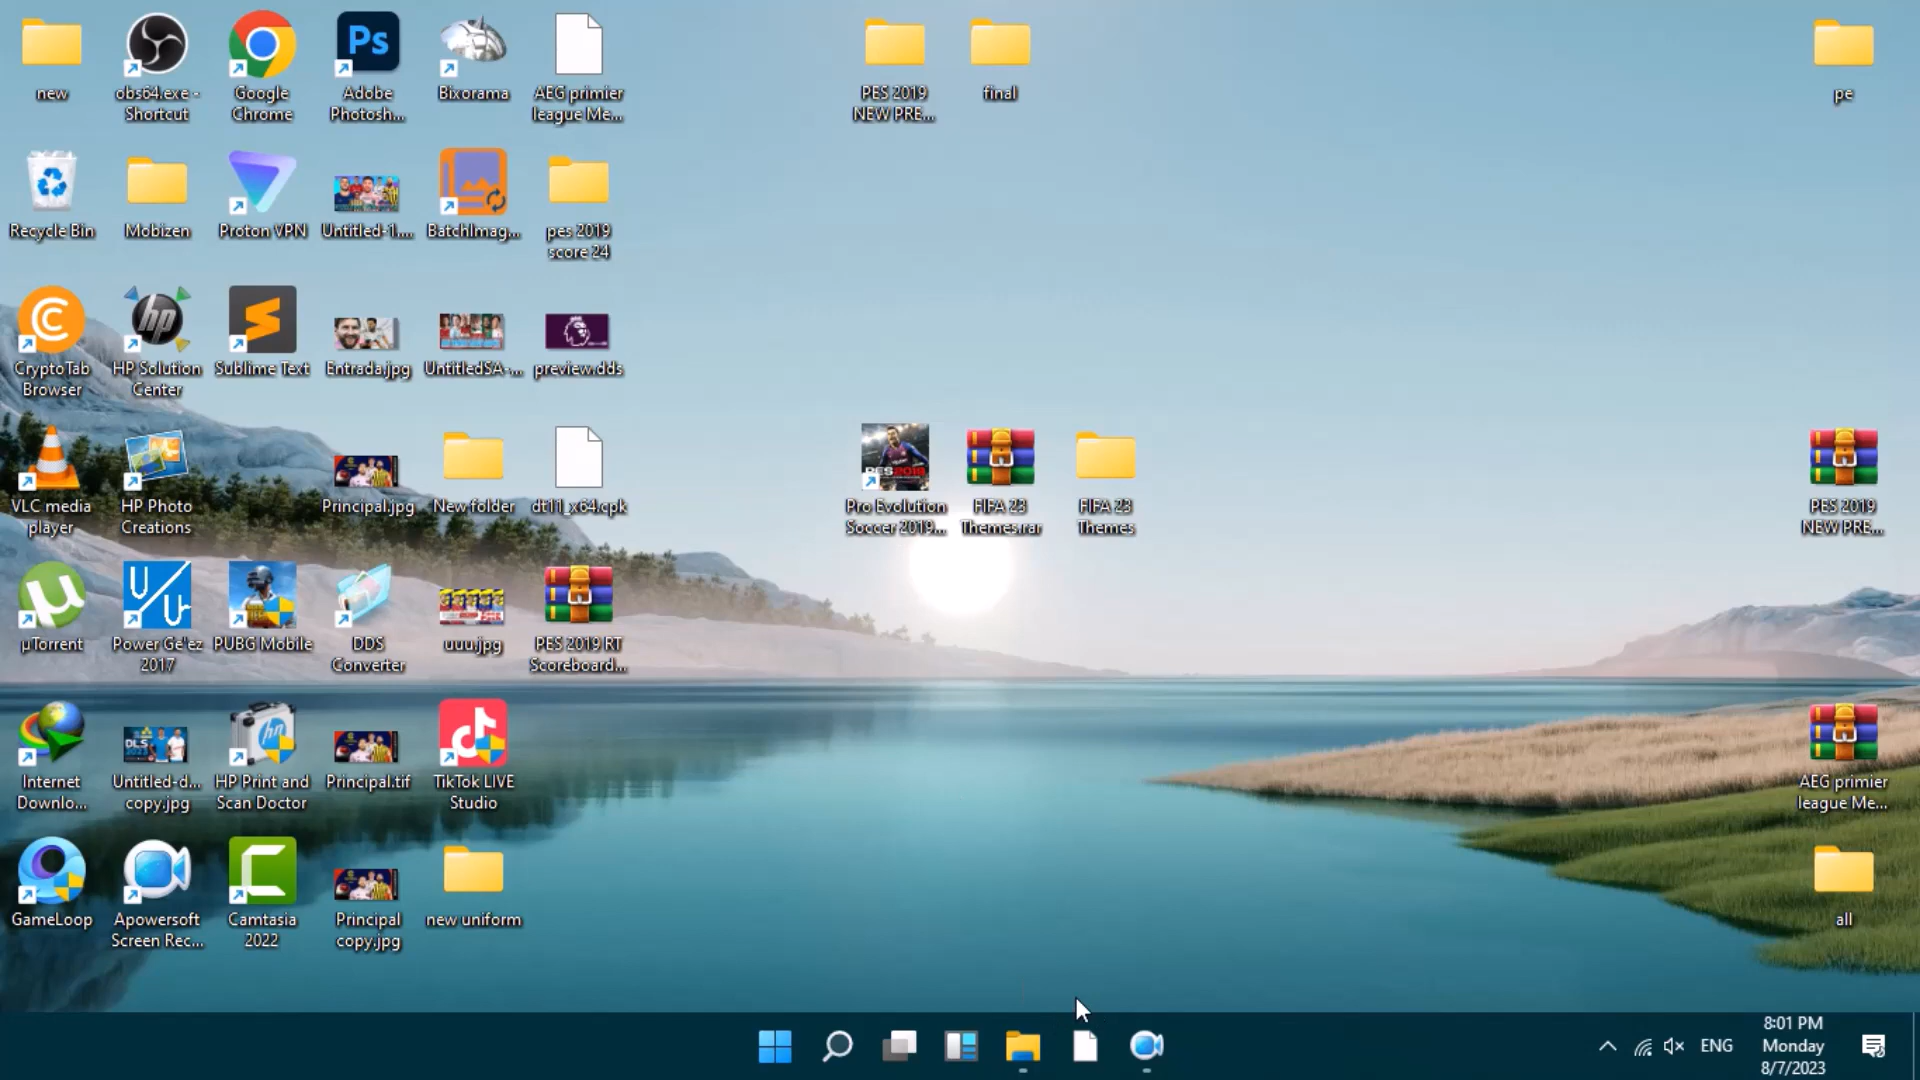 new
obs64.exe -
Shortcut
Google
Chrome
Ps
Adobe
Photosh...
Bixorama
AEG primier
league Me...
PES 2019
NEW PRE...
final
pe
Recycle Bin
Mobizen
Proton VPN
Untitled-1....
BatchImag...
pes 2019
score 24
CryptoTab
Browser
hp
HP Solution
Center
Sublime Text
Entrada.jpg
UntitledSA-...
preview.dds
VLC media
player
HP Photo
Creations
Principal.jpg
New folder
dt11_x64.cpk
PES2019
Pro Evolution
Soccer 2019...
FIFA 23
Themes.rar
FIFA 23
Themes
PES 2019
NEW PRE...
µTorrent
Power Ge'ez
2017
PUBG Mobile
DDS
Converter
uuu.jpg
PES 2019 RT
Scoreboard...
Internet
Downlo...
DLS
Untitled-d...
copy.jpg
HP Print and
Scan Doctor
Principal.tif
TikTok LIVE
Studio
AEG primier
league Me...
GameLoop
Apowersoft
Screen Rec...
Camtasia
2022
Principal
copy.jpg
new uniform
all
ENG
8:01 PM
Monday
8/7/2023